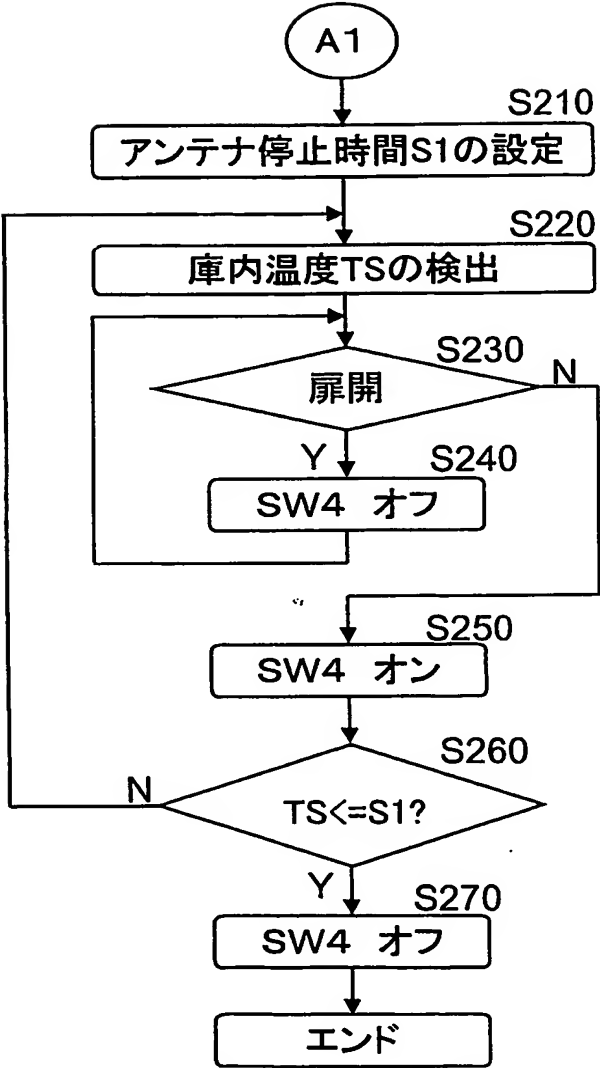 A1
S210
アンテナ停止時間S1の設定
S220
庫内温度TSの検出
S230
扉開
N
Y
S240
SW4 オフ
S250
SW4 オン
S260
N
TS<=S1?
Y
S270
SW4 オフ
エンド